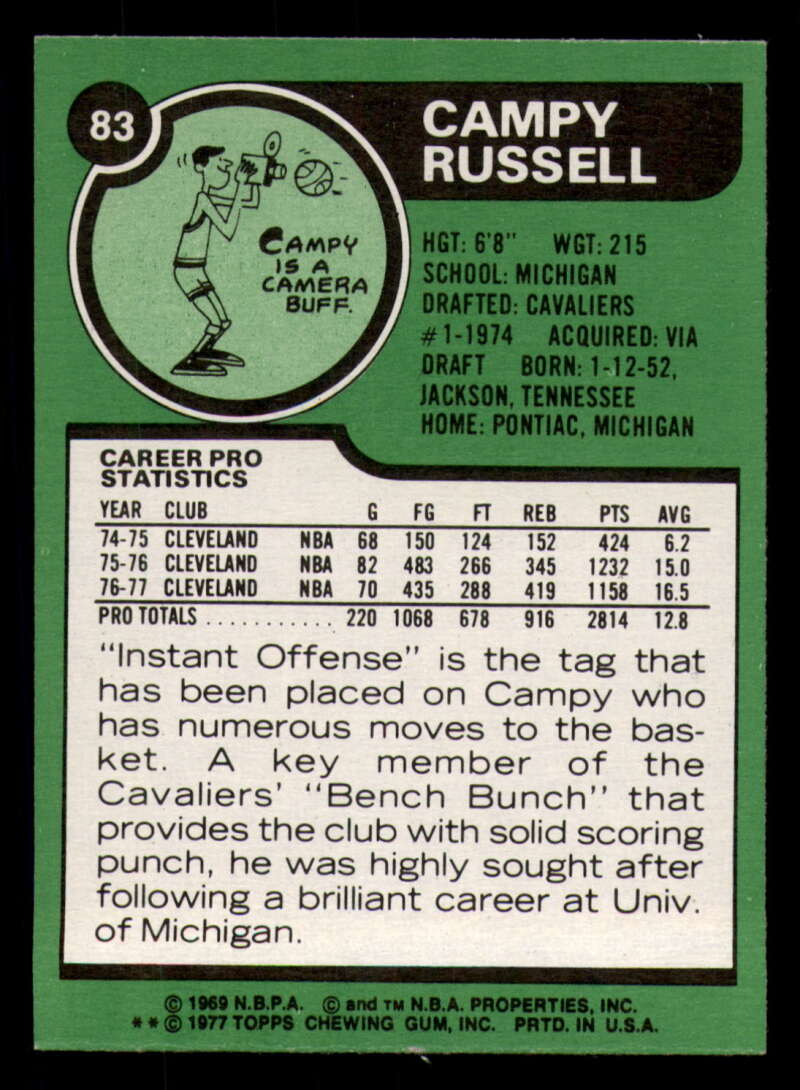 83
CAMPY
RUSSELL
CAMPY
IS A
CAMERA
BUFF.
HGT: 6'8" WGT: 215
SCHOOL: MICHIGAN
DRAFTED: CAVALIERS
#1-1974 ACQUIRED: VIA
DRAFT BORN: 1-12-52,
JACKSON, TENNESSEE
HOME: PONTIAC, MICHIGAN
CAREER PRO
STATISTICS
YEAR CLUB G FG FT REB PTS AVG
74-75 CLEVELAND NBA 68 150 124 152 424 6.2
75-76 CLEVELAND NBA 82 483 266 345 1232 15.0
76-77 CLEVELAND NBA 70 435 288 419 1158 16.5
PRO TOTALS ........... 220 1068 678 916 2814 12.8
"Instant Offense" is the tag that
has been placed on Campy who
has numerous moves to the bas-
ket. A key member of the
Cavaliers' "Bench Bunch" that
provides the club with solid scoring
punch, he was highly sought after
following a brilliant career at Univ.
of Michigan.
© 1969 N.B.P.A. © and TM N.B.A. PROPERTIES, INC.
**© 1977 TOPPS CHEWING GUM, INC. PRTD. IN U.S.A.